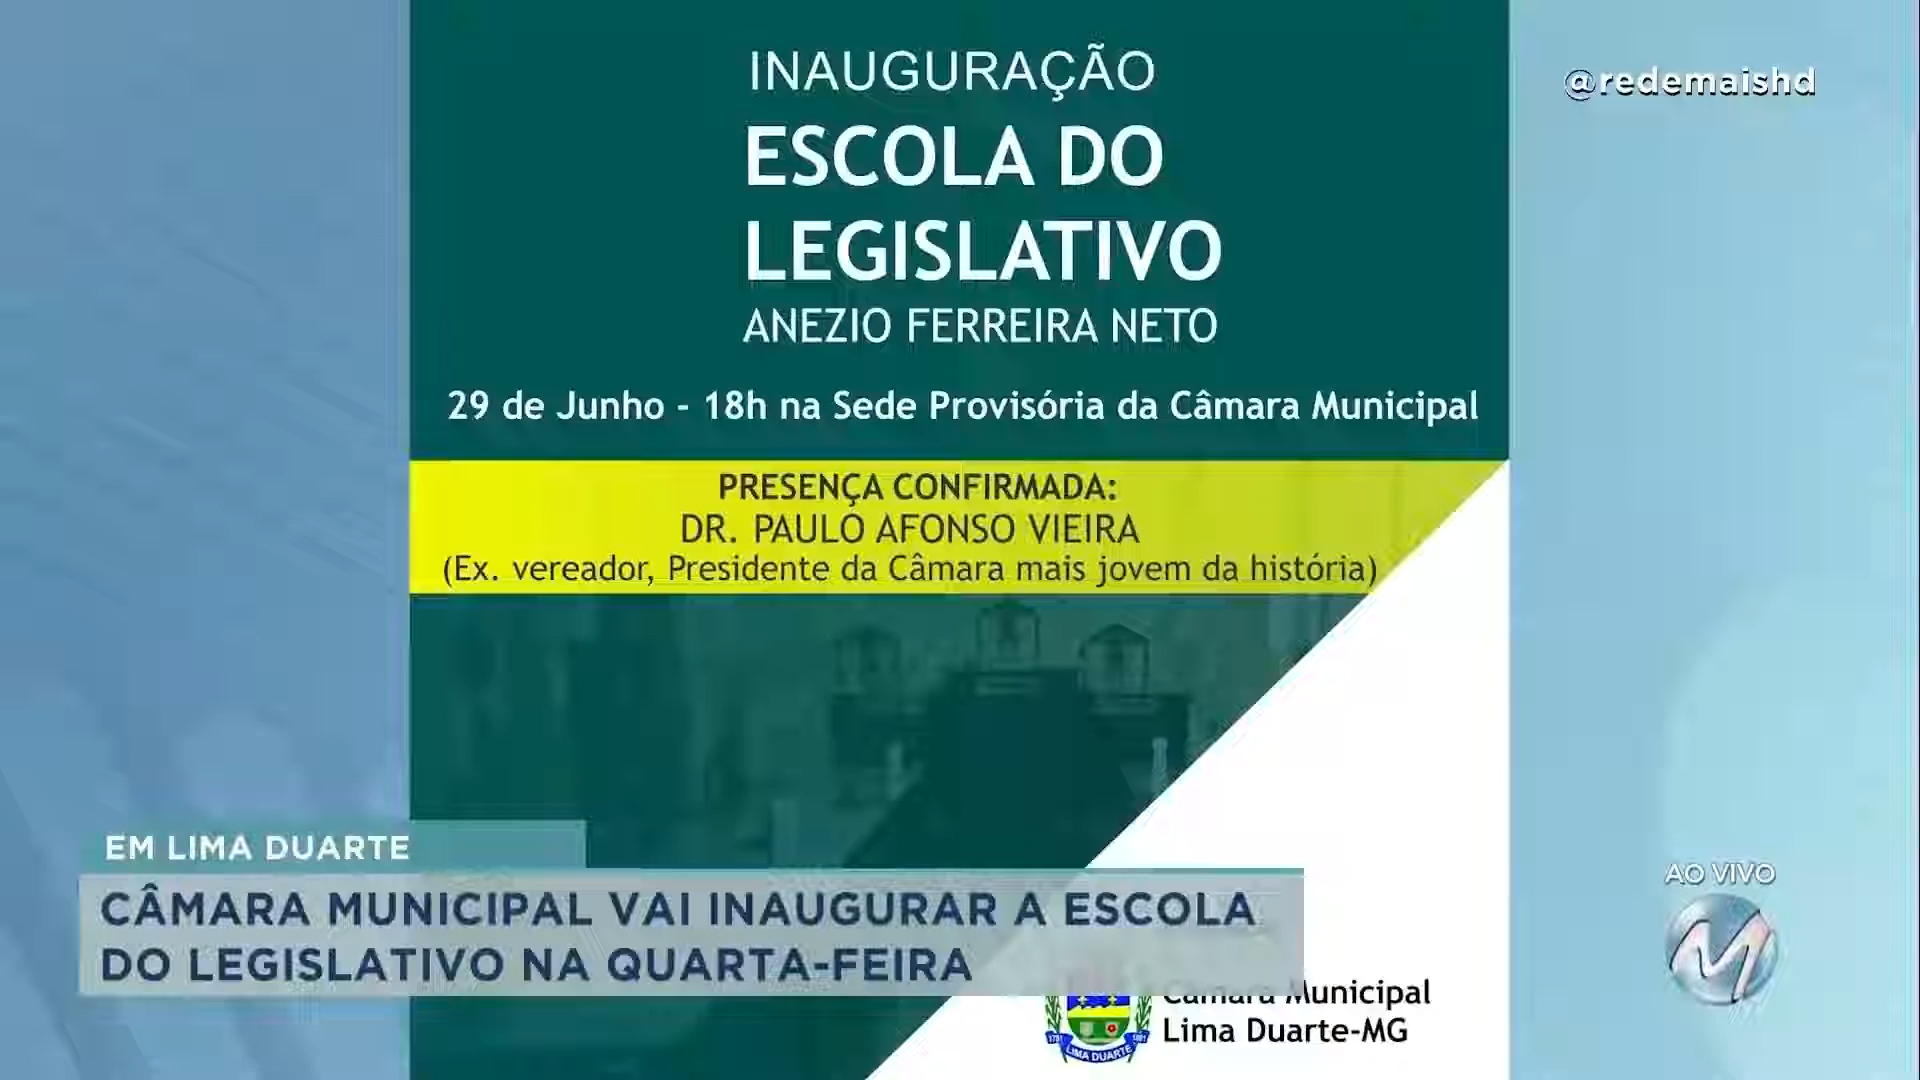 INAUGURAÇÃO
ESCOLA DO
LEGISLATIVO
ANEZIO FERREIRA NETO
29 de Junho - 18h na Sede Provisória da Câmara Municipal
PRESENÇA CONFIRMADA:
DR. PAULO AFONSO VIEIRA
(Ex. vereador, Presidente da Câmara mais jovem da história)
@redemaishd
EM LIMA DUARTE
CÂMARA MUNICIPAL VAI INAUGURAR A ESCOLA
DO LEGISLATIVO NA QUARTA-FEIRA
AO VIVO
Câmara Municipal
Lima Duarte-MG
LIMA DUARTE